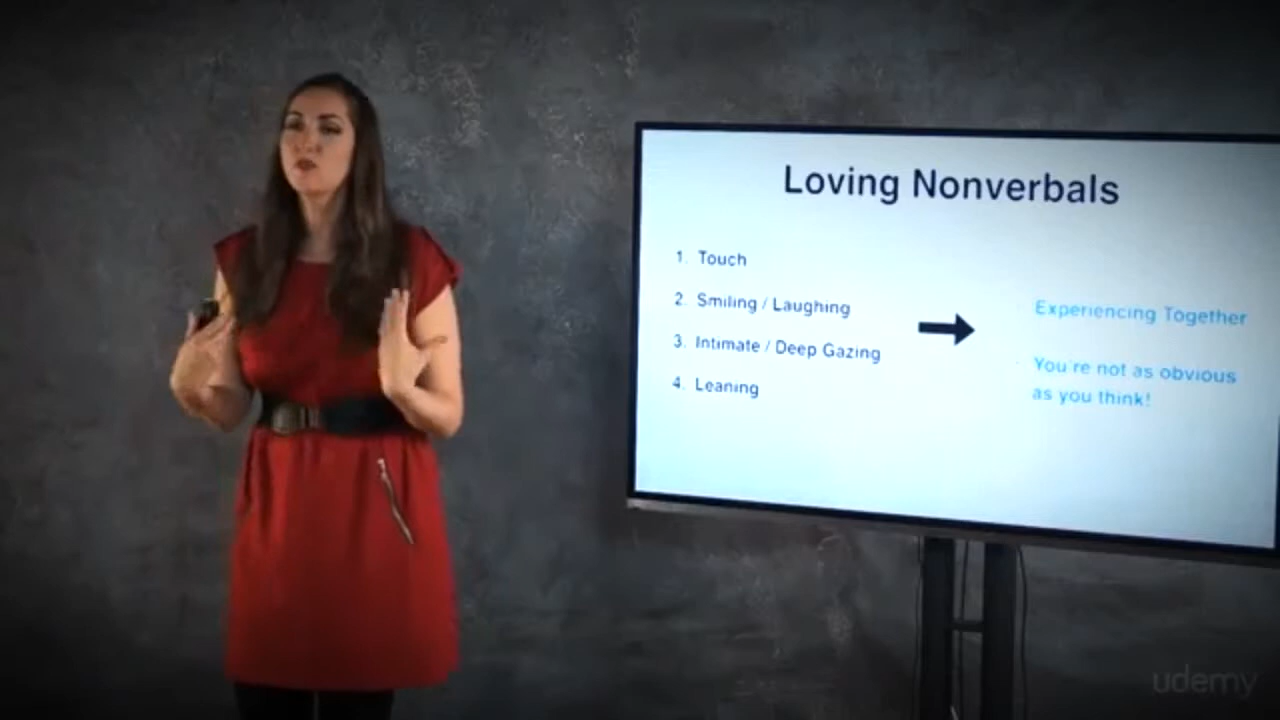 Loving Nonverbals
1. Touch
2. Smiling / Laughing
3. Intimate / Deep Gazing
4. Leaning
Experiencing Together
You're not as obvious
as you think!
udemy